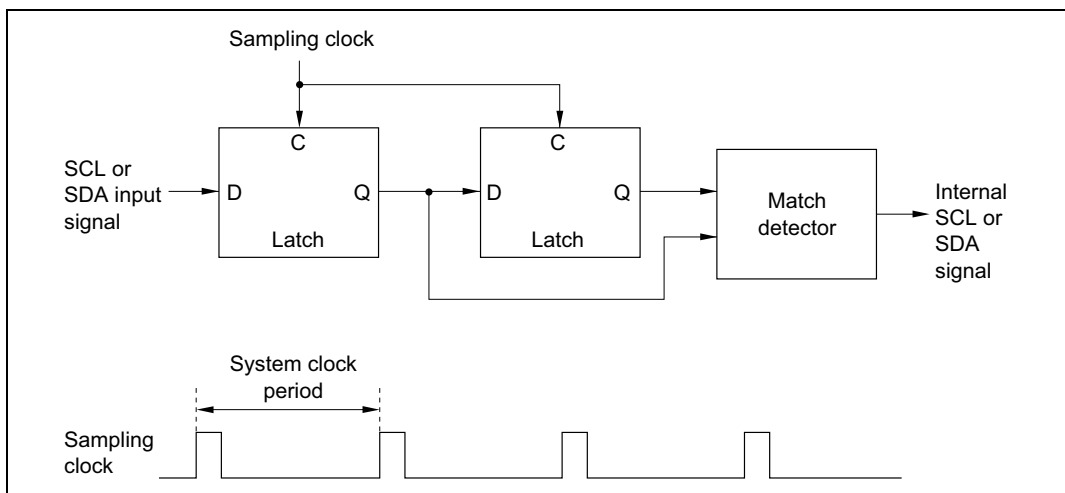 Sampling clock
C
C
SCL or
SDA input
signal
D
Q
Latch
D
Q
Latch
Match
detector
Internal
SCL or
SDA
signal
System clock
period
Sampling
clock